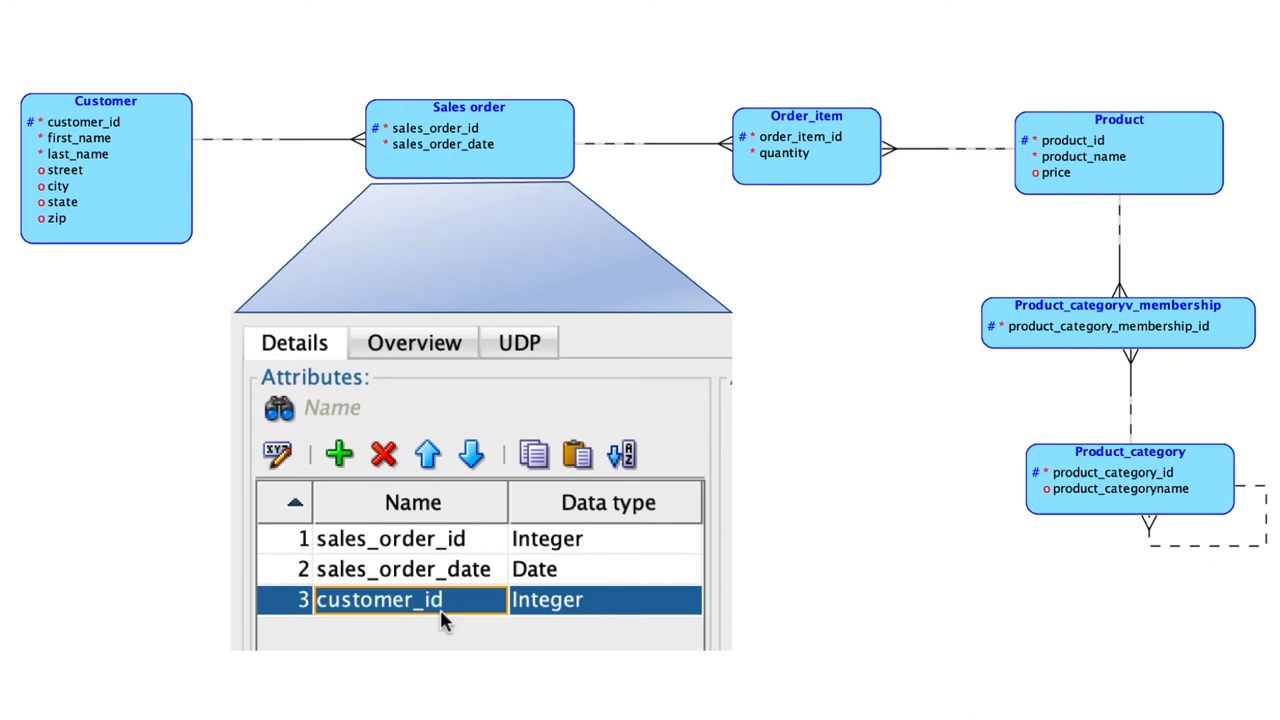 Customer
# * customer_id
* first_name
* last_name
o street
o city
o state
o zip
Sales order
# * sales_order_id
* sales_order_date
Order_item
# * order_item_id
* quantity
Product
# * product_id
* product_name
o price
Product_categoryv_membership
# * product_category_membership_id
Product_category
# * product_category_id
o product_categoryname
Details Overview UDP
Attributes:
Name
Name Data type
1 sales_order_id Integer
2 sales_order_date Date
3 customer_id Integer